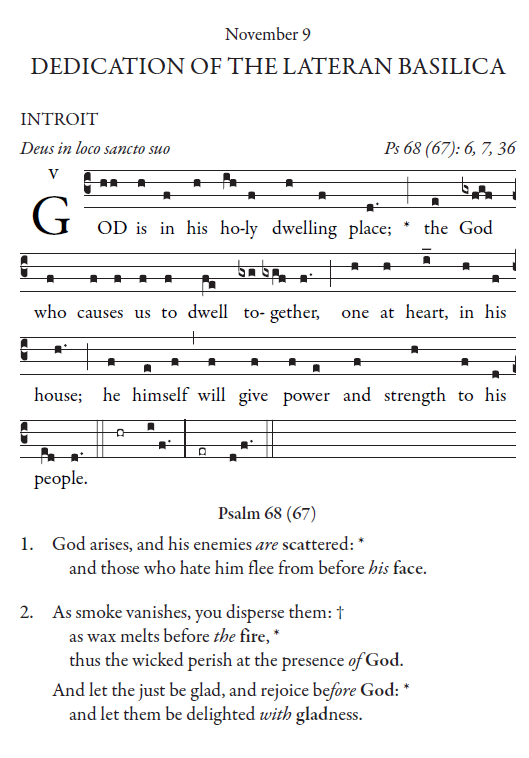 November 9
DEDICATION OF THE LATERAN BASILICA
INTROIT
Deus in loco sancto suo Ps 68 (67): 6, 7, 36
V
GOD is in his ho-ly dwelling place; * the God
who causes us to dwell to- gether, one at heart, in his
house; he himself will give power and strength to his
people.
Psalm 68 (67)
1. God arises, and his enemies are scattered: *
and those who hate him flee from before his face.
2. As smoke vanishes, you disperse them: †
as wax melts before the fire, *
thus the wicked perish at the presence of God.
And let the just be glad, and rejoice before God: *
and let them be delighted with gladness.